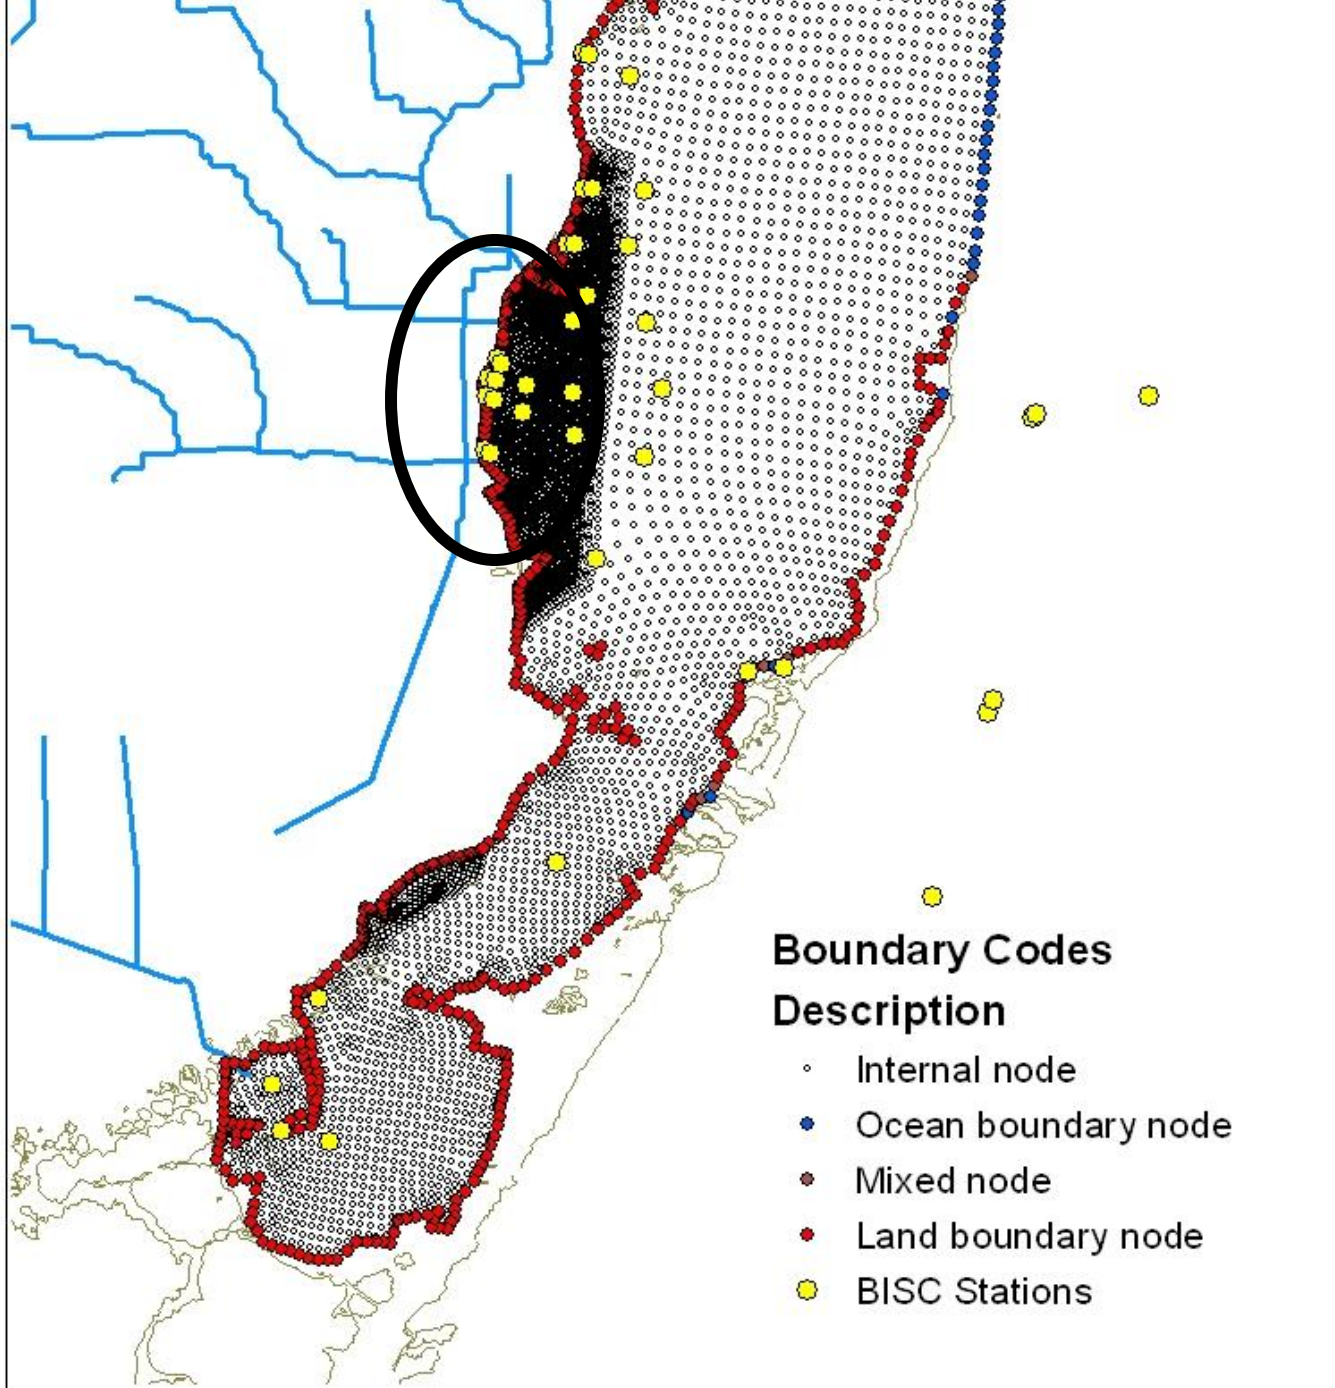 Boundary Codes
Description
Internal node
Ocean boundary node
Mixed node
Land boundary node
BISC Stations